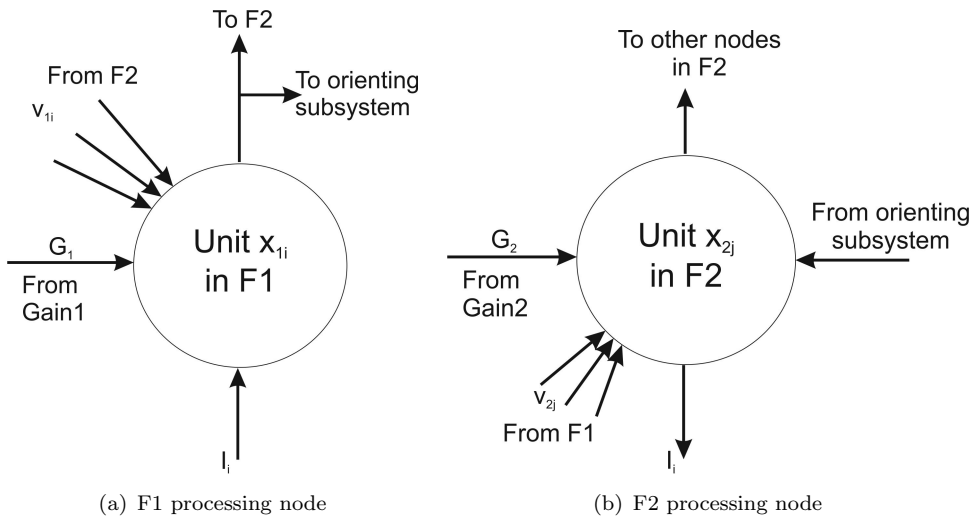 To F2
From F2
To orienting
subsystem
v1i
Unit x1i
in F1
G1
From
Gain1
Ii
(a) F1 processing node
To other nodes
in F2
Unit x2j
in F2
From orienting
subsystem
G2
From
Gain2
v2j
From F1
Ii
(b) F2 processing node